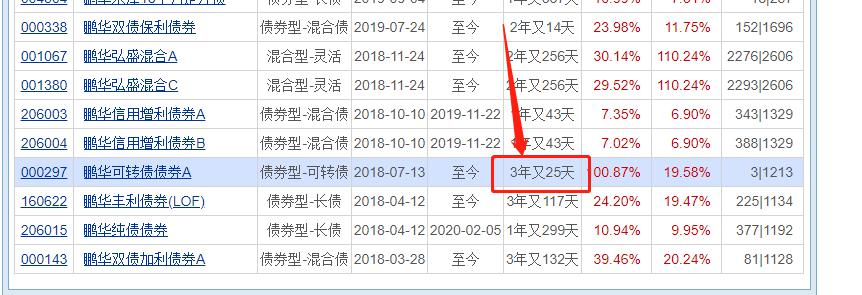 000338 鹏华双债保利债券 债券型-混合债 2019-07-24 至今 2年又14天 23.98% 11.75% 152|1696
001067 鹏华弘盛混合A 混合型-灵活 2018-11-24 至今 2年又256天 30.14% 110.24% 2276|2606
001380 鹏华弘盛混合C 混合型-灵活 2018-11-24 至今 2年又256天 29.52% 110.24% 2293|2606
206003 鹏华信用增利债券A 债券型-混合债 2018-10-10 2019-11-22 年又43天 7.35% 6.90% 343|1329
206004 鹏华信用增利债券B 债券型-混合债 2018-10-10 2019-11-22 年又43天 7.02% 6.90% 388|1329
000297 鹏华可转债债券A 债券型-可转债 2018-07-13 至今 3年又25天 00.87% 19.58% 3|1213
160622 鹏华丰利债券(LOF) 债券型-长债 2018-04-12 至今 3年又117天 24.20% 19.47% 225|1134
206015 鹏华纯债债券 债券型-长债 2018-04-12 2020-02-05 1年又299天 10.94% 9.95% 377|1192
000143 鹏华双债加利债券A 债券型-混合债 2018-03-28 至今 3年又132天 39.46% 20.24% 81|1128